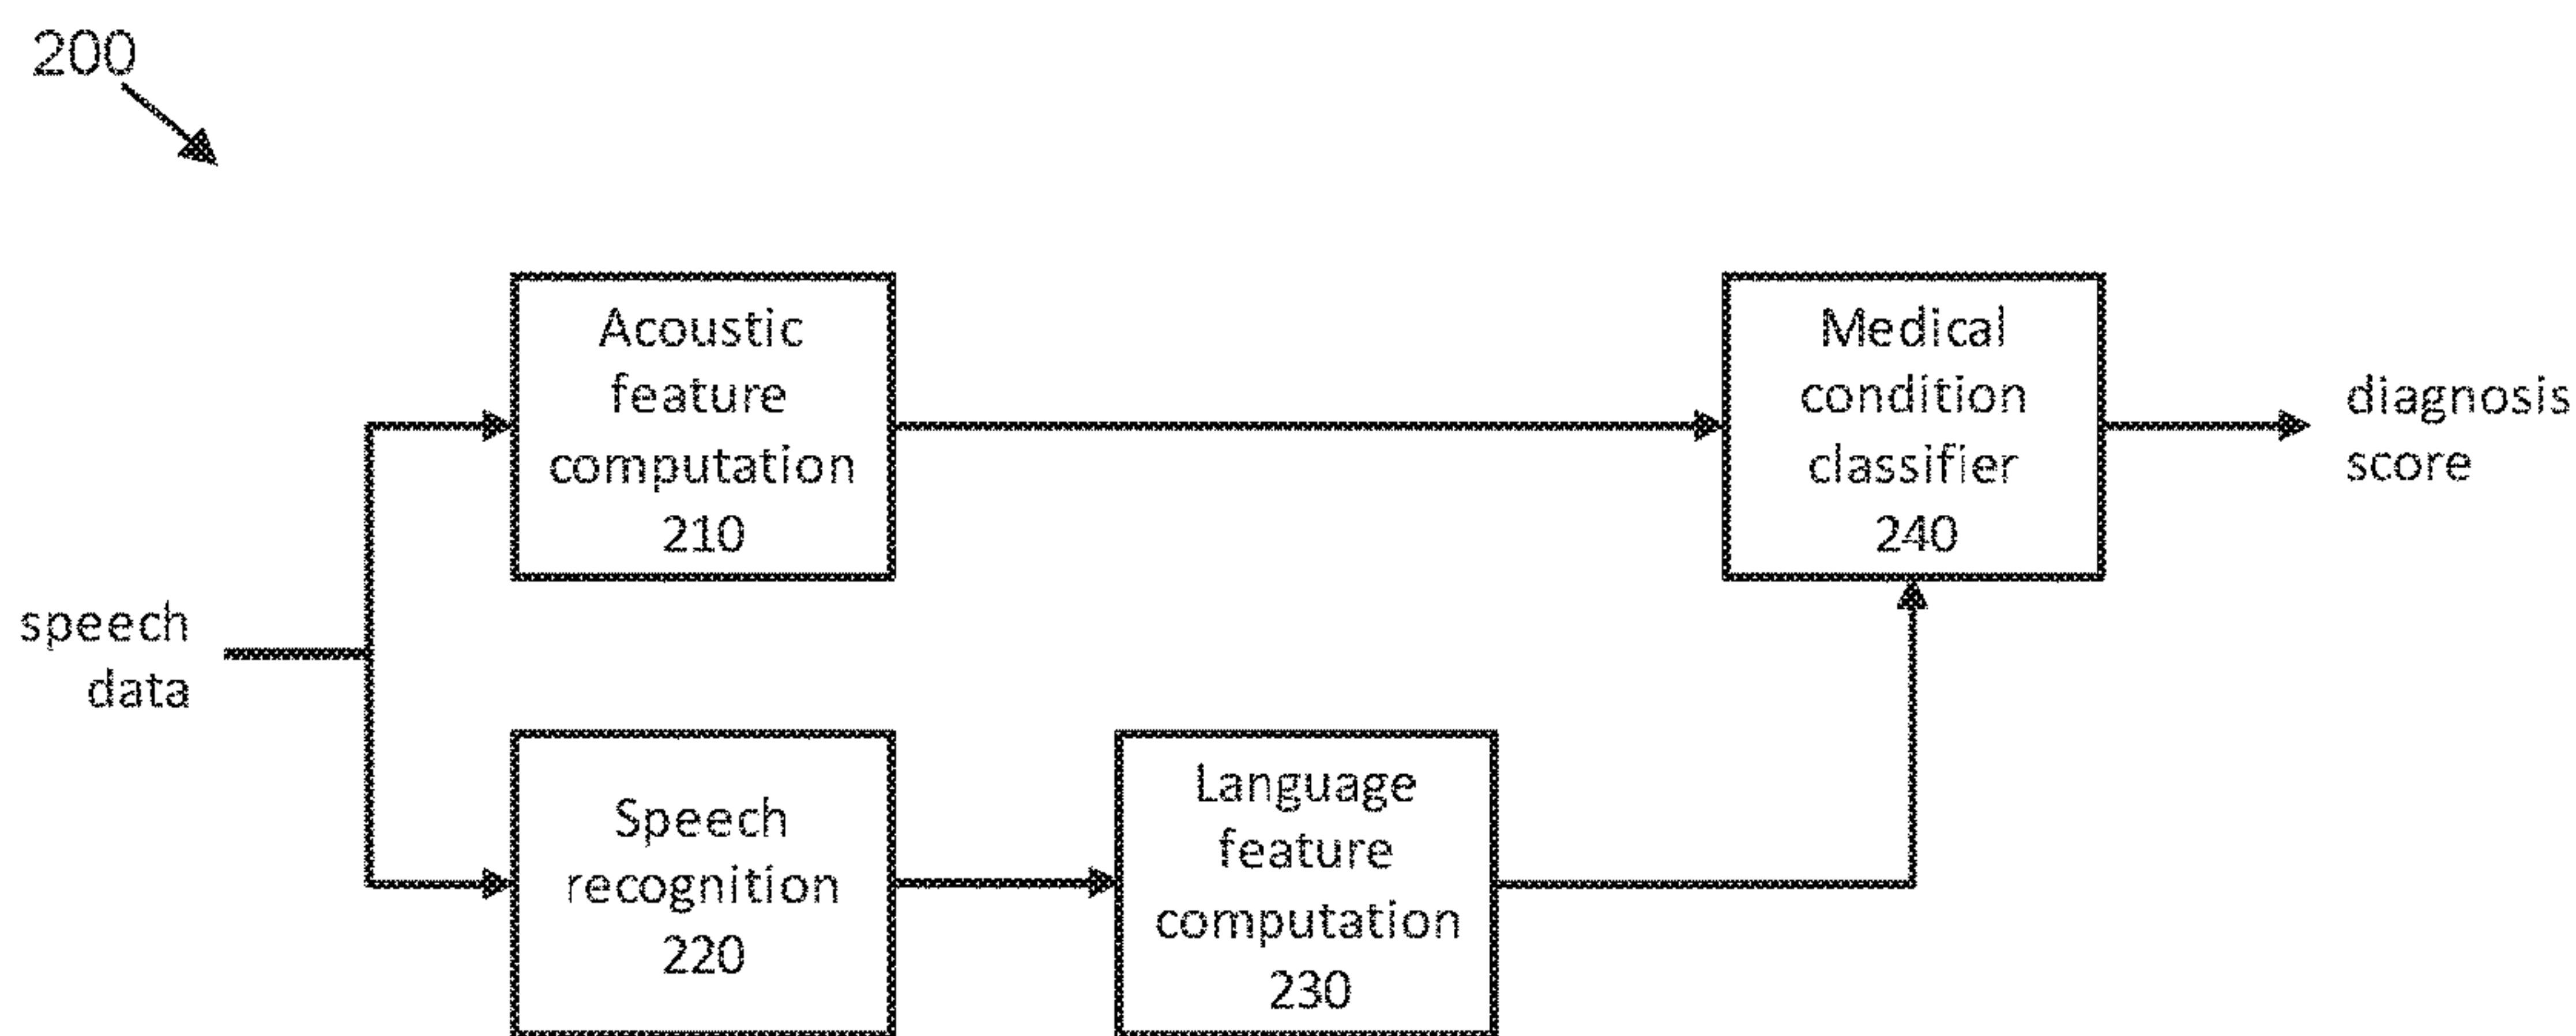 200
Acoustic
feature
computation
210
Medical
condition
classifier
240
diagnosis
score
speech
data
Speech
recognition
220
Language
feature
computation
230